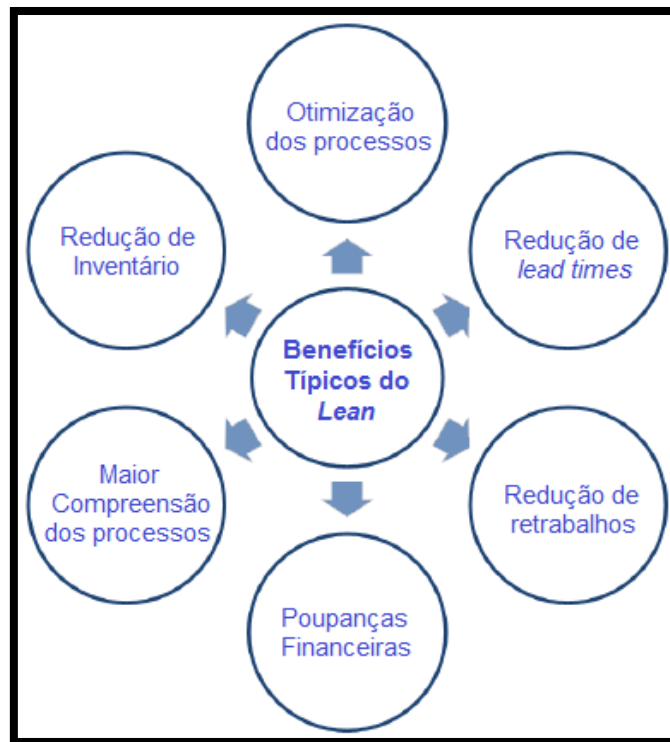 Otimização
dos processos
Redução de
Inventário
Redução de
lead times
Benefícios
Típicos do
Lean
Maior
Compreensão
dos processos
Redução de
retrabalhos
Poupanças
Financeiras